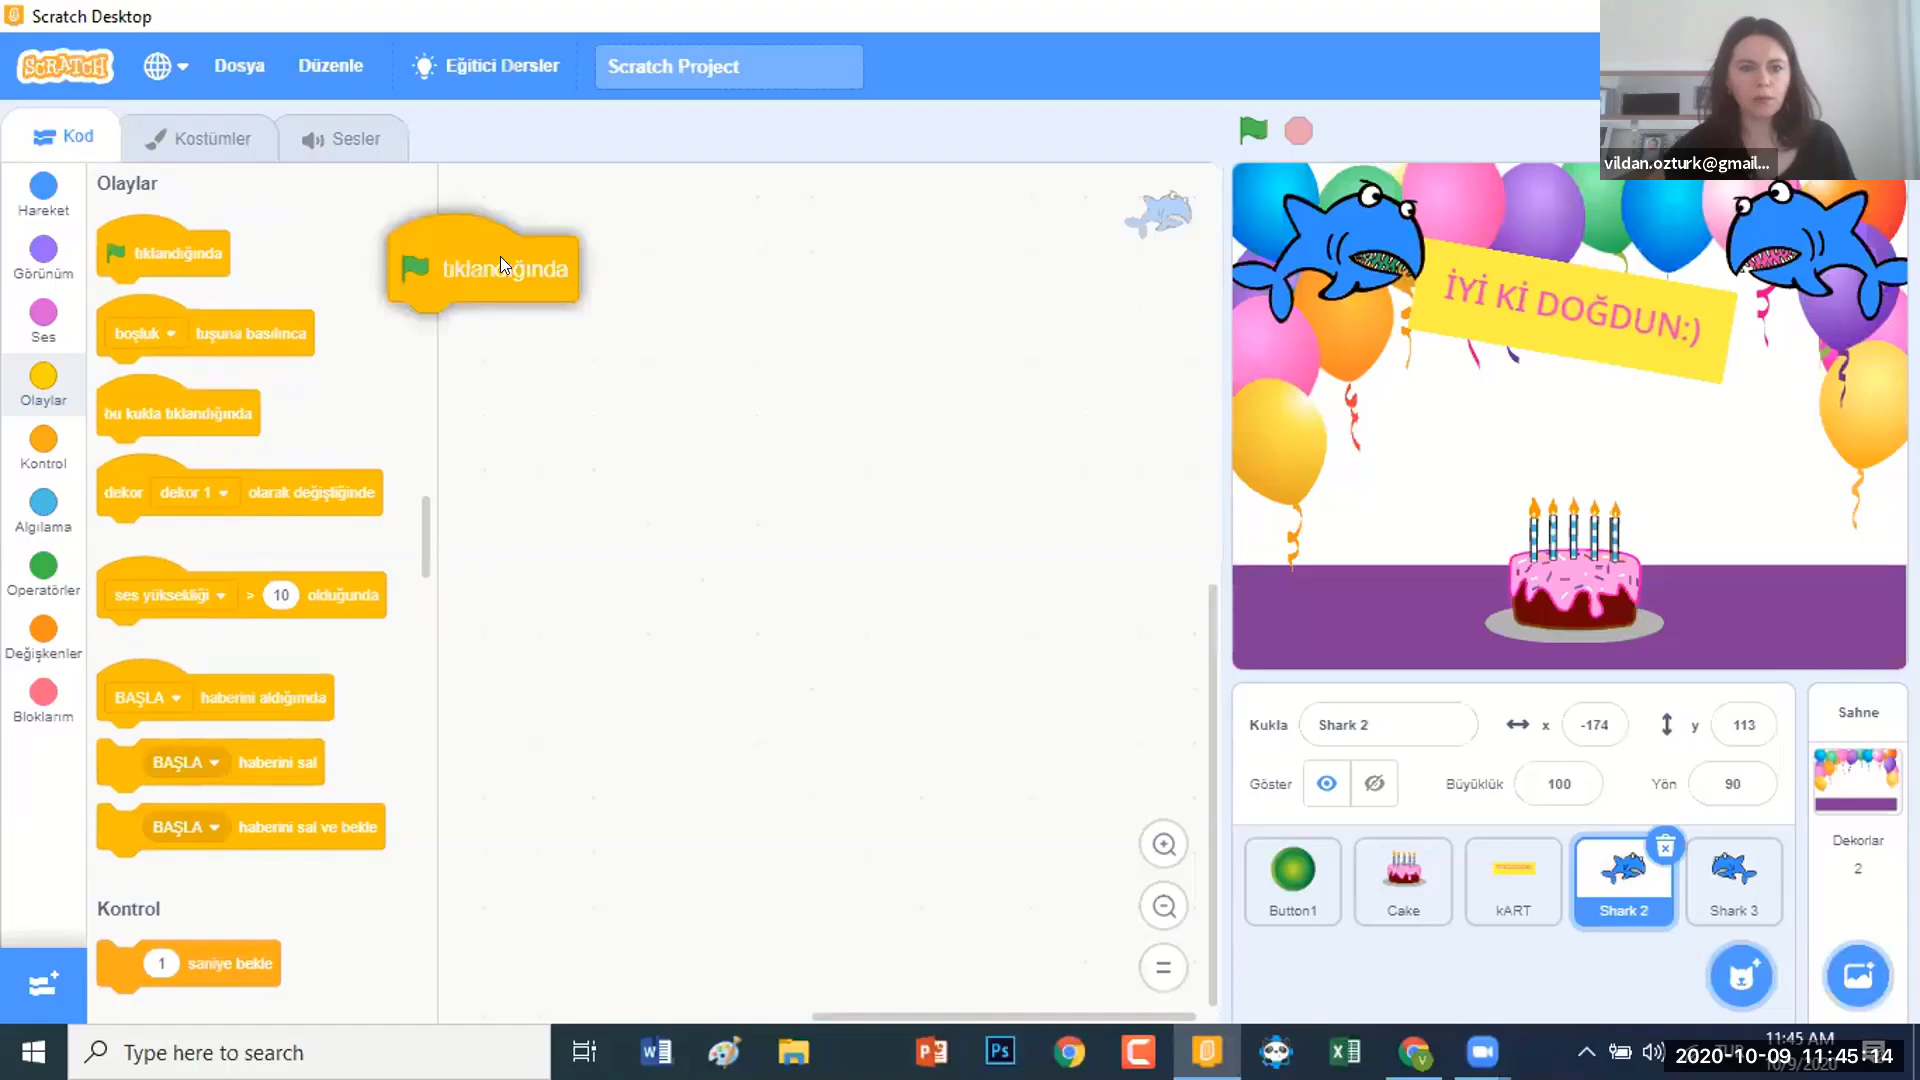 Scratch Desktop
SCRATCH
Dosya
Düzenle
Eğitici Dersler
Scratch Project
vildan.ozturk@gmail...
Kod
Kostümler
Sesler
Hareket
Görünüm
Ses
Olaylar
Kontrol
Algılama
Operatörler
Değişkenler
Bloklarım
Olaylar
tıklandığında
boşluk tuşuna basılınca
bu kukla tıklandığında
dekor dekor 1 olarak değiştiğinde
ses yüksekliği > 10 olduğunda
BAŞLA haberini aldığımda
BAŞLA haberini sal
BAŞLA haberini sal ve bekle
Kontrol
1 saniye bekle
tıklandığında
İYİ Kİ DOĞDUN:)
Kukla Shark 2 x -174 y 113
Göster Büyüklük 100 Yön 90
Button1
Cake
kART
Shark 2
Shark 3
Sahne
Dekorlar
2
Type here to search
Ps
11:45 AM
2020-10-09 11:45:14